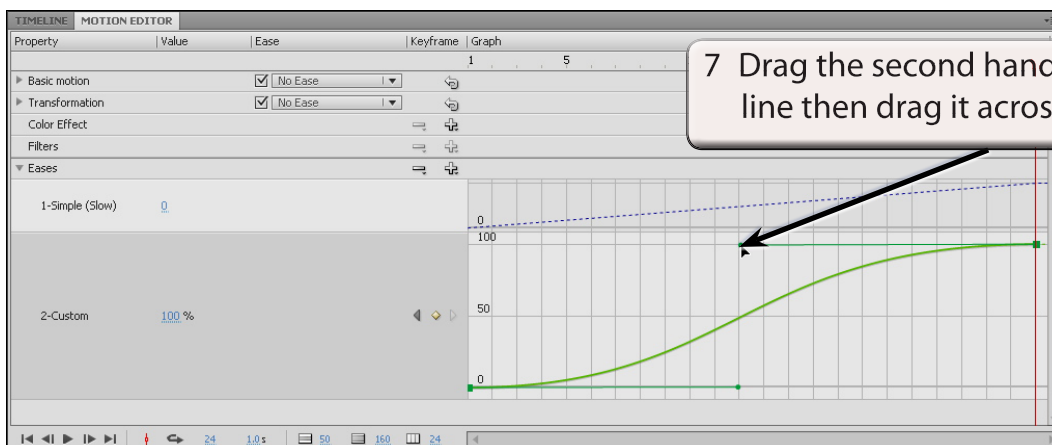 TIMELINE MOTION EDITOR
Property Value Ease Keyframe Graph
1 5
Basic motion No Ease
Transformation No Ease
Color Effect
Filters
Eases
1-Simple (Slow) 0
0
100
2-Custom 100 %
50
0
24 1.0 s 50 160 24
7 Drag the second hand
line then drag it acros